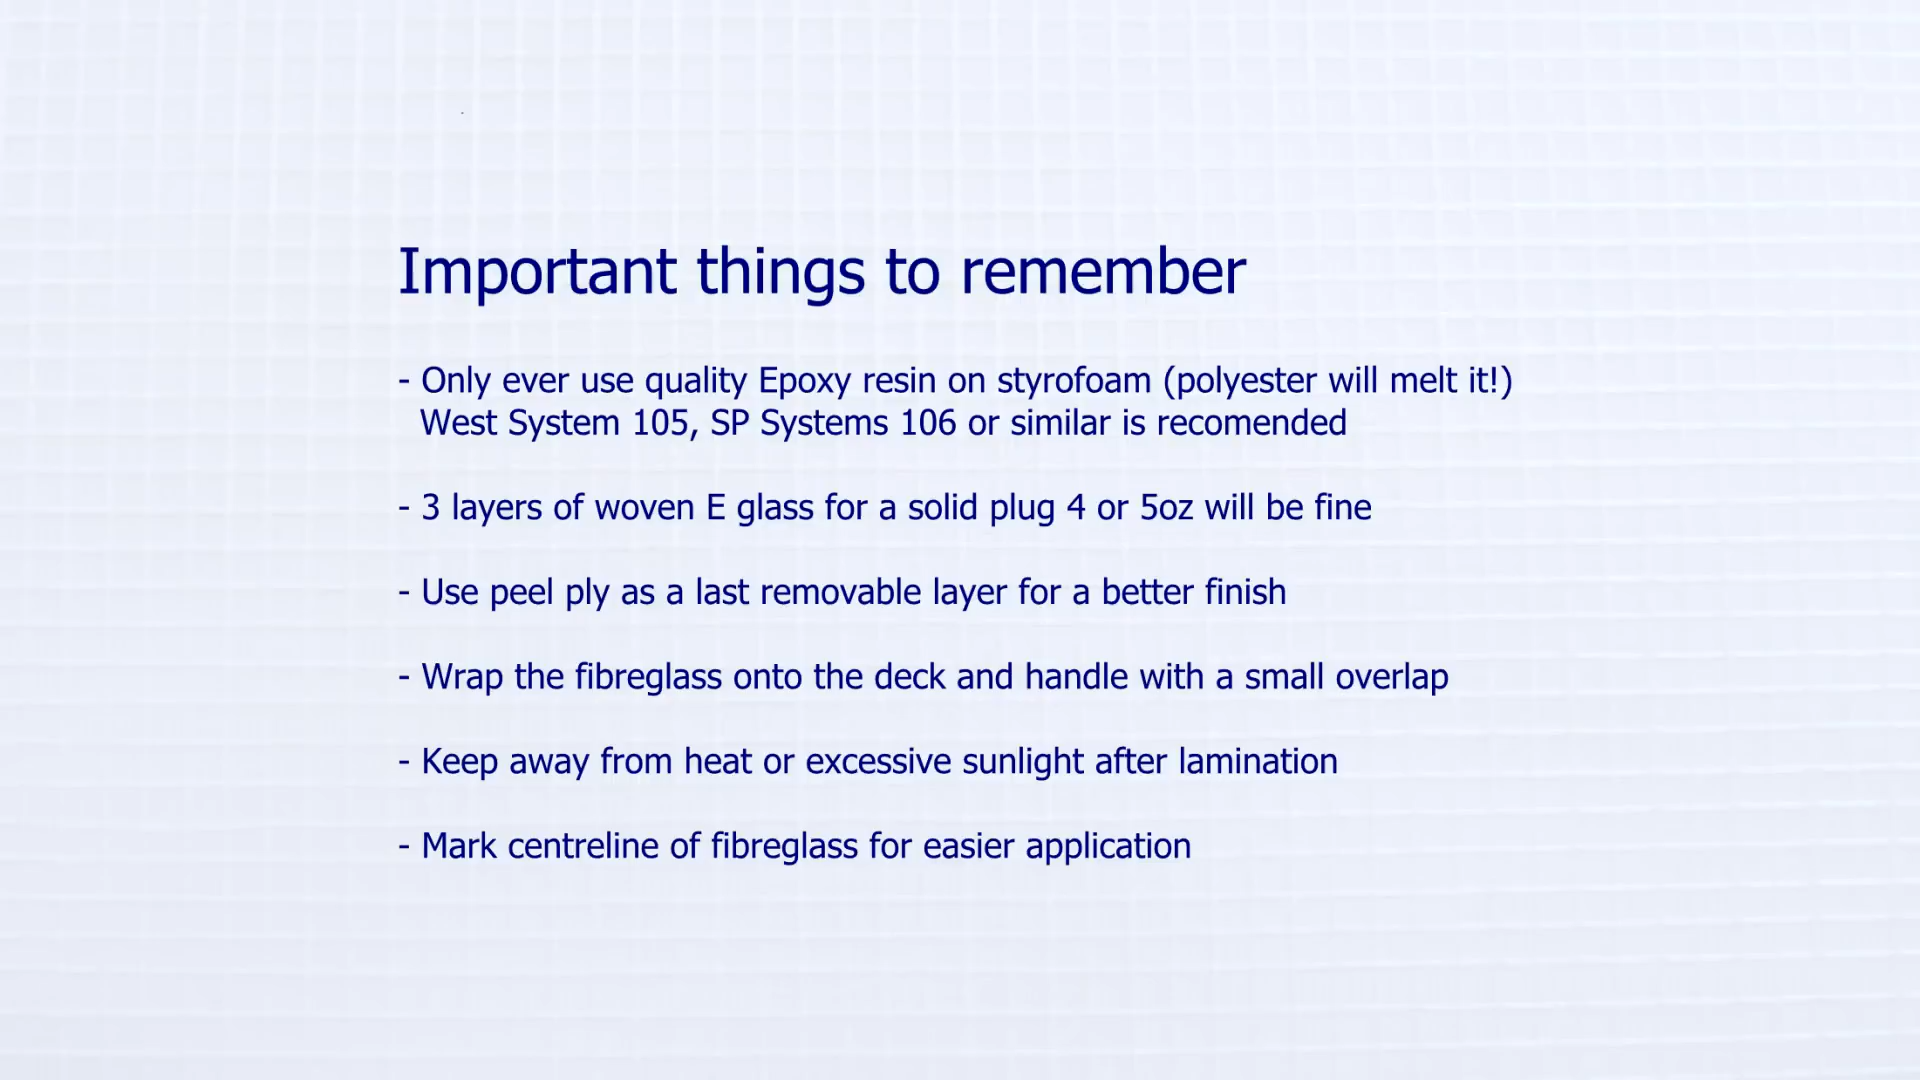 Important things to remember
- Only ever use quality Epoxy resin on styrofoam (polyester will melt it!)
West System 105, SP Systems 106 or similar is recomended
- 3 layers of woven E glass for a solid plug 4 or 5oz will be fine
- Use peel ply as a last removable layer for a better finish
- Wrap the fibreglass onto the deck and handle with a small overlap
- Keep away from heat or excessive sunlight after lamination
- Mark centreline of fibreglass for easier application